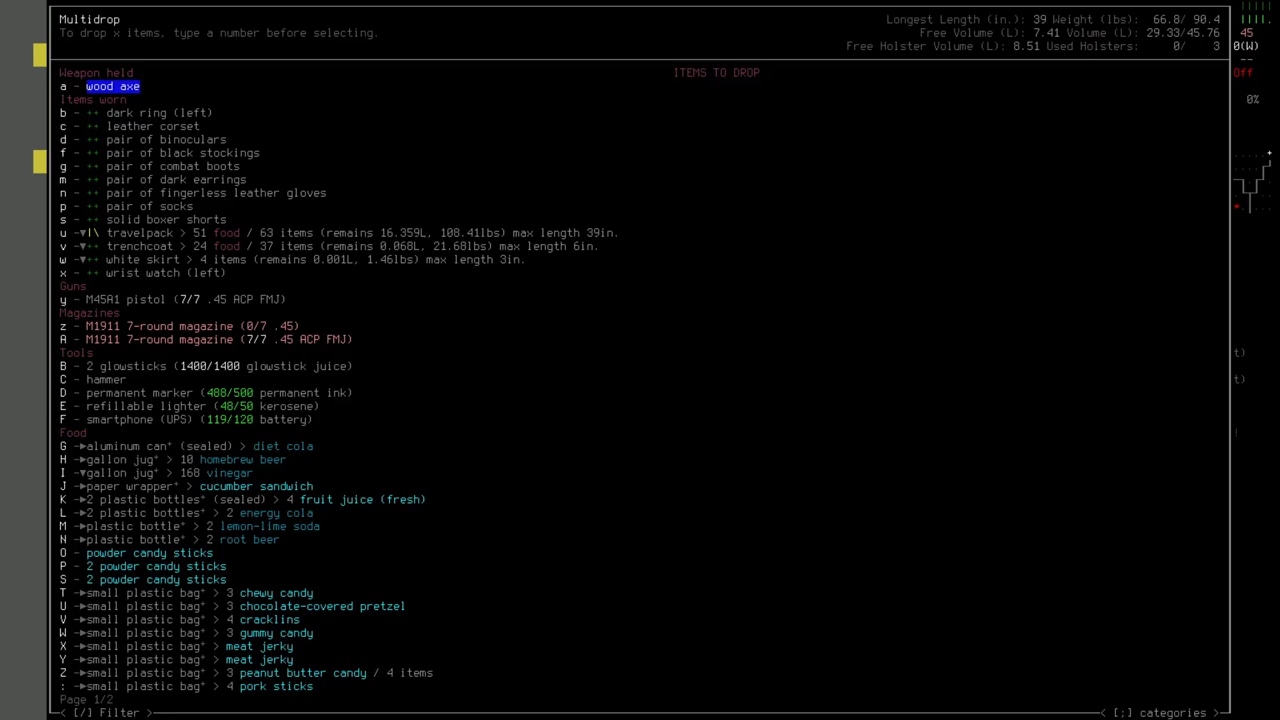 Multidrop
To drop x items, type a number before selecting.
Longest Length (in.): 39 Weight (lbs): 66.8/ 90.4
Free Volume (L): 7.41 Volume (L): 29.33/45.76
Free Holster Volume (L): 8.51 Used Holsters: 0/ 3
45
0(W)
--
Off
0%
Weapon held
ITEMS TO DROP
a - wood axe
Items worn
b - ++ dark ring (left)
c - ++ leather corset
d - ++ pair of binoculars
f - ++ pair of black stockings
g - ++ pair of combat boots
m - ++ pair of dark earrings
n - ++ pair of fingerless leather gloves
p - ++ pair of socks
s - ++ solid boxer shorts
u -▼|\ travelpack > 51 food / 63 items (remains 16.359L, 108.41lbs) max length 39in.
v -▼++ trenchcoat > 24 food / 37 items (remains 0.068L, 21.68lbs) max length 6in.
w -▼++ white skirt > 4 items (remains 0.001L, 1.46lbs) max length 3in.
x - ++ wrist watch (left)
Guns
y - M45A1 pistol (7/7 .45 ACP FMJ)
Magazines
z - M1911 7-round magazine (0/7 .45)
A - M1911 7-round magazine (7/7 .45 ACP FMJ)
Tools
B - 2 glowsticks (1400/1400 glowstick juice)
C - hammer
D - permanent marker (488/500 permanent ink)
E - refillable lighter (48/50 kerosene)
F - smartphone (UPS) (119/120 battery)
Food
G -►aluminum can⁺ (sealed) > diet cola
H -►gallon jug⁺ > 10 homebrew beer
I -▼gallon jug⁺ > 168 vinegar
J -►paper wrapper⁺ > cucumber sandwich
K -►2 plastic bottles⁺ (sealed) > 4 fruit juice (fresh)
L -►2 plastic bottles⁺ > 2 energy cola
M -►plastic bottle⁺ > 2 lemon-lime soda
N -►plastic bottle⁺ > 2 root beer
O - powder candy sticks
P - 2 powder candy sticks
S - 2 powder candy sticks
T -►small plastic bag⁺ > 3 chewy candy
U -►small plastic bag⁺ > 3 chocolate-covered pretzel
V -►small plastic bag⁺ > 4 cracklins
W -►small plastic bag⁺ > 3 gummy candy
X -►small plastic bag⁺ > meat jerky
Y -►small plastic bag⁺ > meat jerky
Z -►small plastic bag⁺ > 3 peanut butter candy / 4 items
: -►small plastic bag⁺ > 4 pork sticks
Page 1/2
< [/] Filter >
< [;] categories >
t)
t)
!